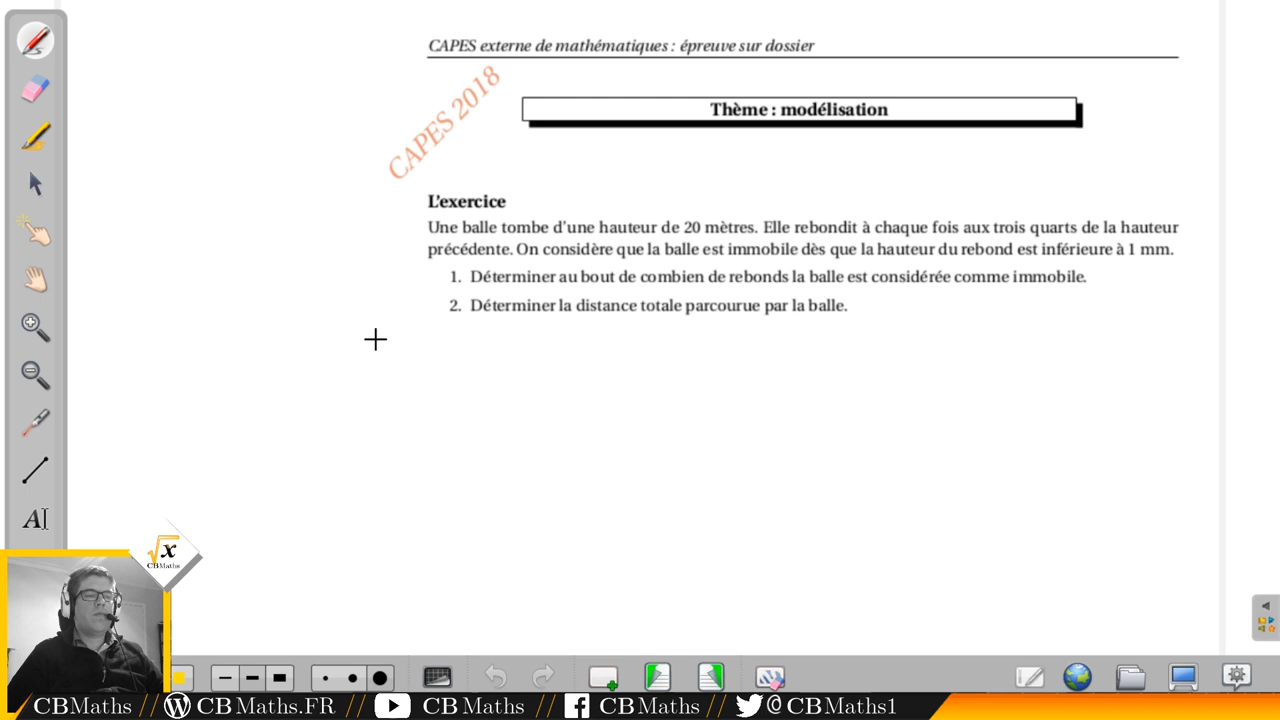 CAPES externe de mathématiques : épreuve sur dossier
CAPES 2018
Thème : modélisation
L'exercice
Une balle tombe d'une hauteur de 20 mètres. Elle rebondit à chaque fois aux trois quarts de la hauteur
précédente. On considère que la balle est immobile dès que la hauteur du rebond est inférieure à 1 mm.
1. Déterminer au bout de combien de rebonds la balle est considérée comme immobile.
2. Déterminer la distance totale parcourue par la balle.
A
√x
CBMaths
CBMaths // CBMaths.FR // CBMaths // CBMaths // @CBMaths1